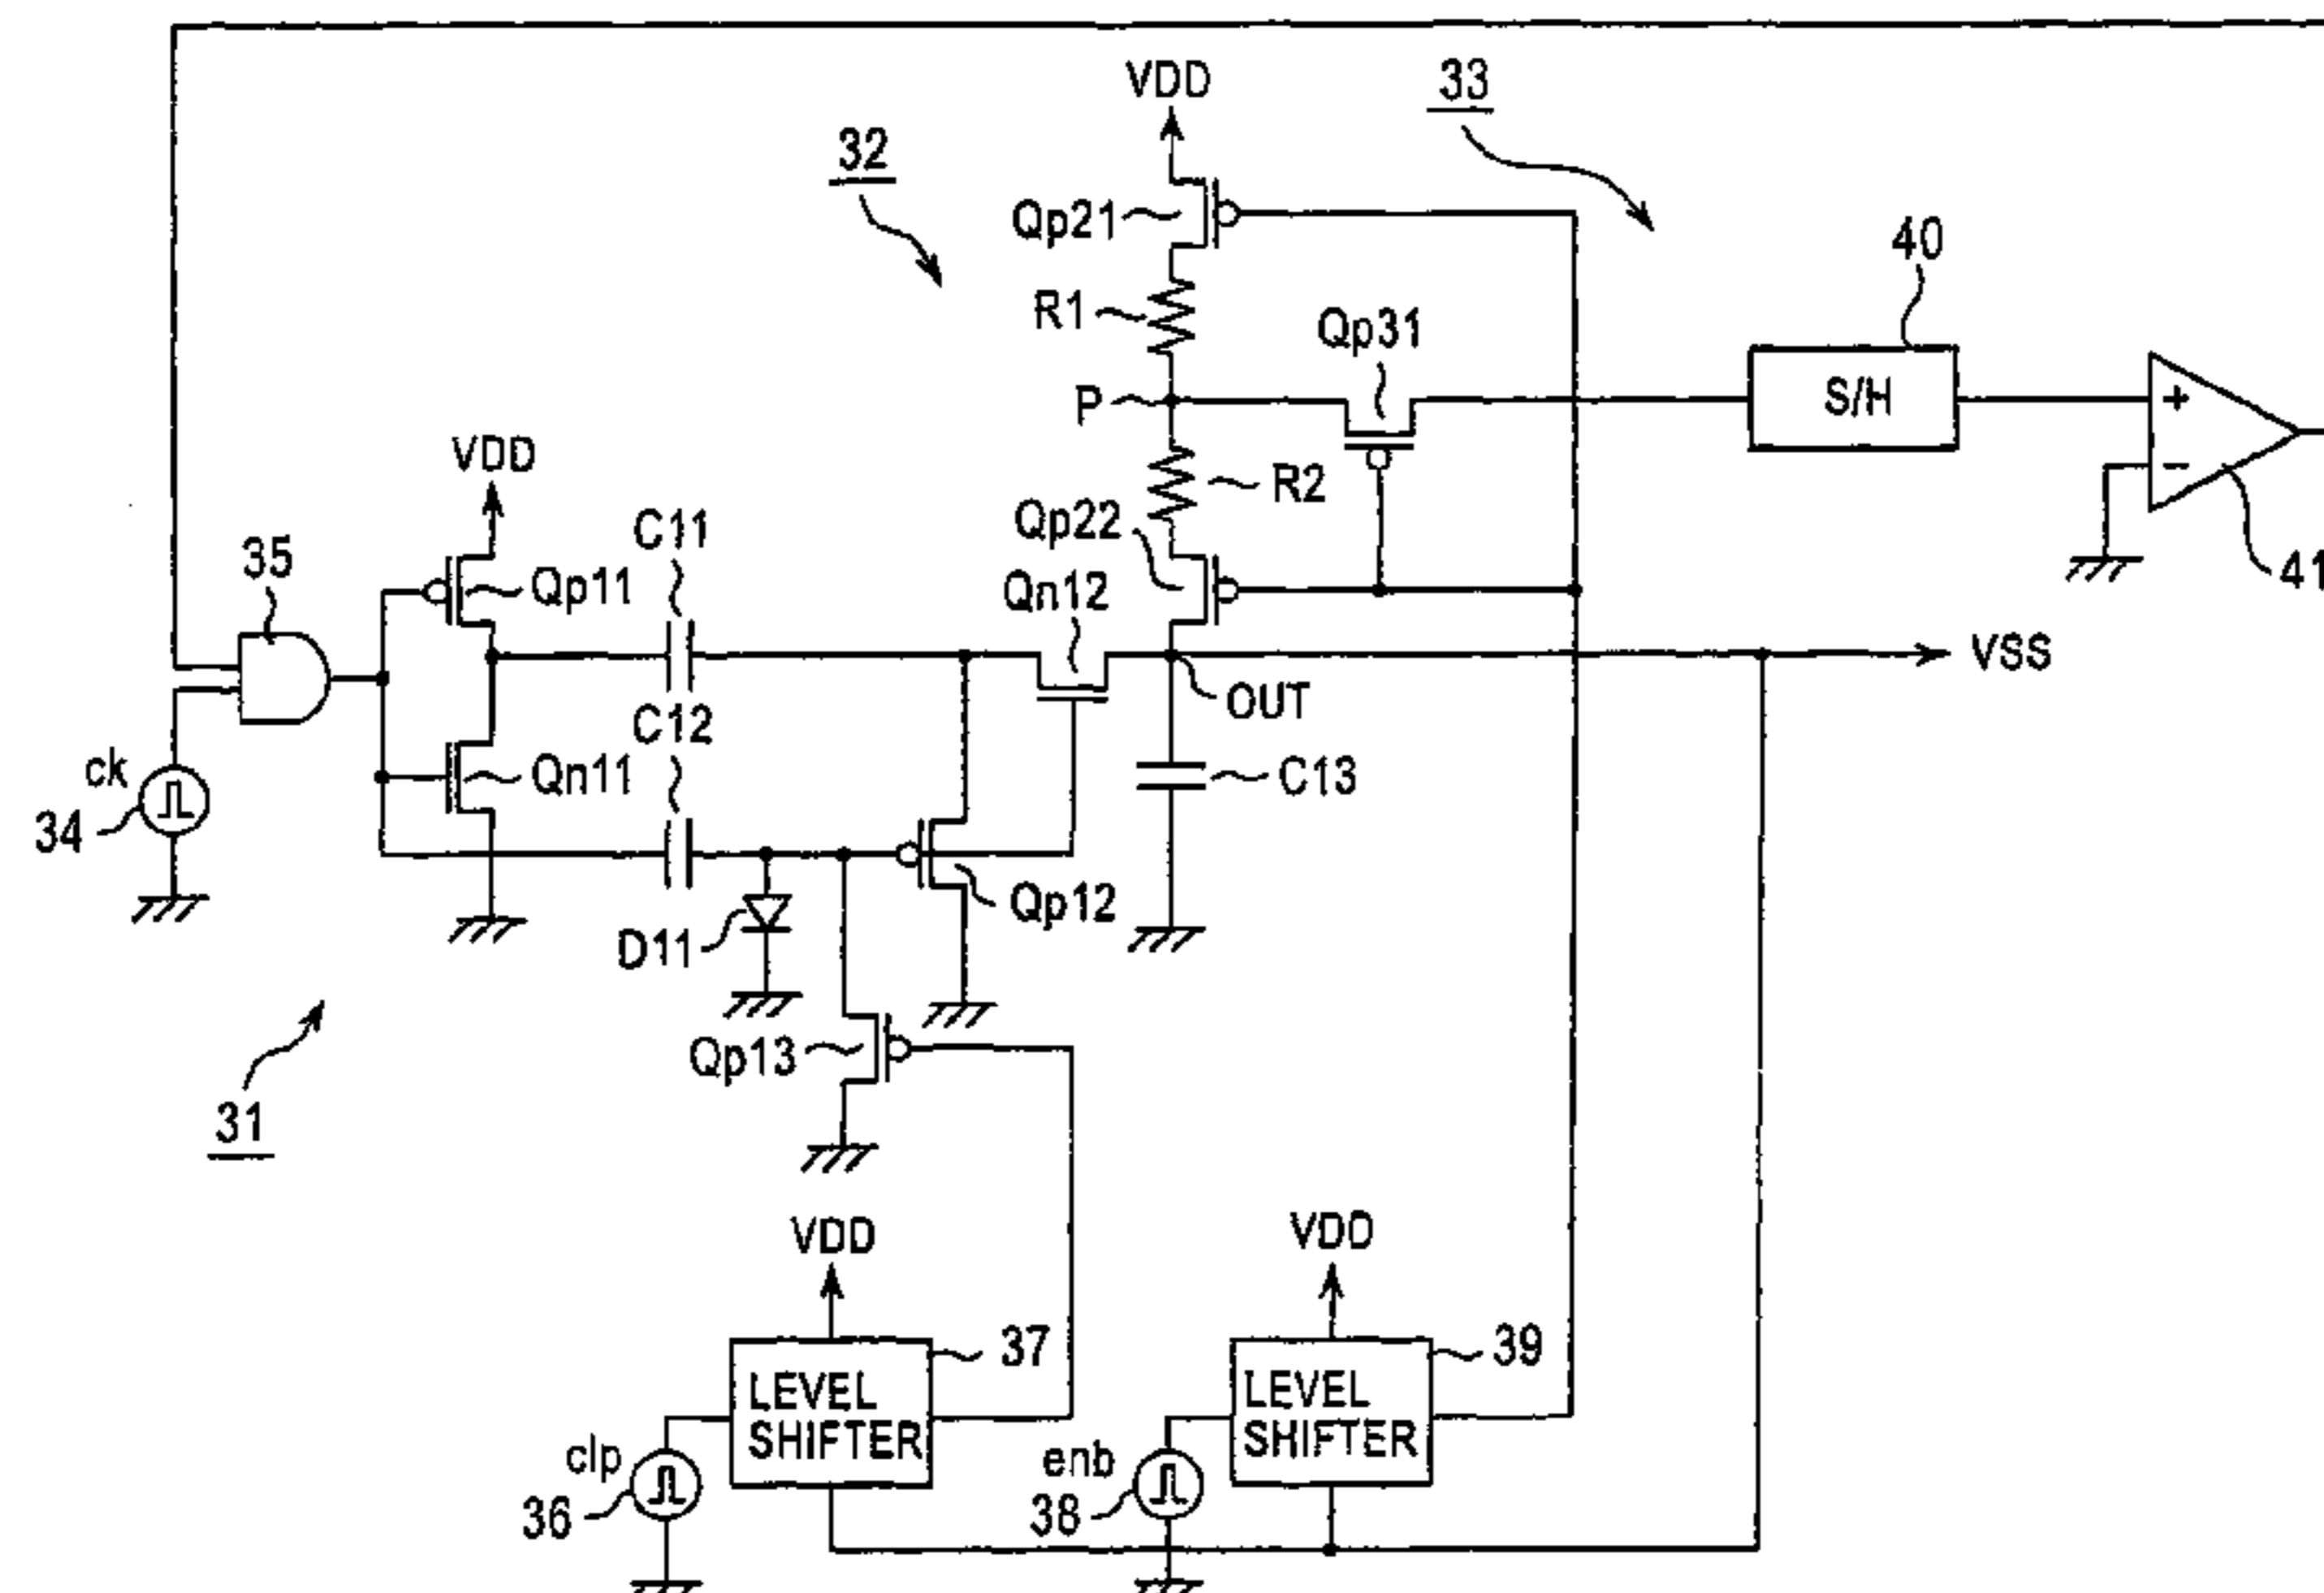 VDD
33
32
Qp21
40
R1
Qp31
P
S/H
+
−
VDD
R2
C11
Qp22
35
Qp11
Qn12
41
VSS
OUT
C12
ck
Qn11
C13
34
Qp12
D11
Qp13
31
VDD
VDD
37
39
LEVEL
SHIFTER
LEVEL
SHIFTER
clp
enb
36
38